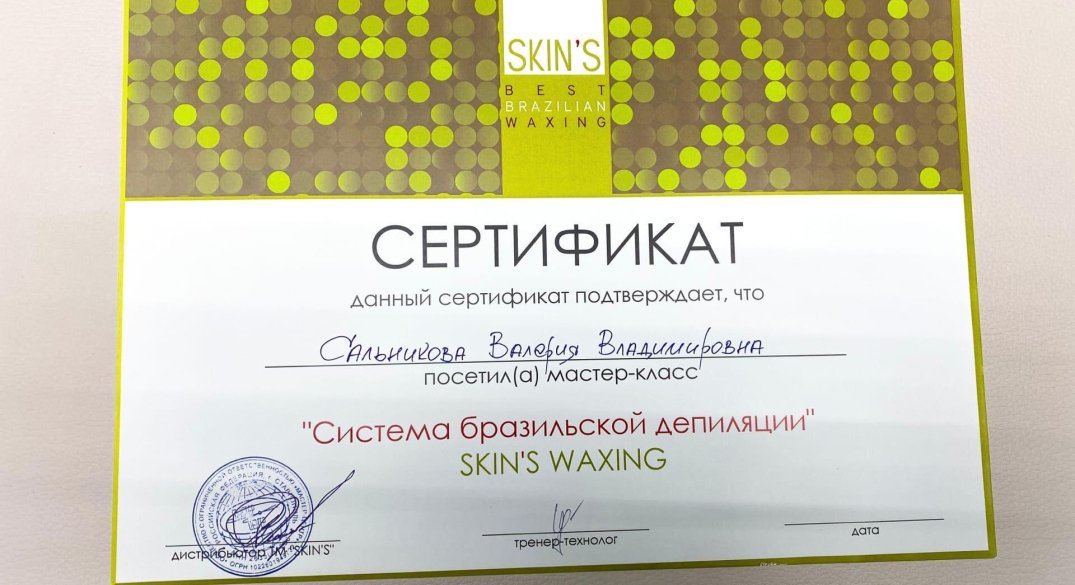 SKIN'S
BEST
BRAZILIAN
WAXING
СЕРТИФИКАТ
данный сертификат подтверждает, что
Сальникова Валерия Владимировна
посетил(а) мастер-класс
"Система бразильской депиляции"
SKIN'S WAXING
дистрибьютор ТМ "SKIN'S"
тренер-технолог
дата